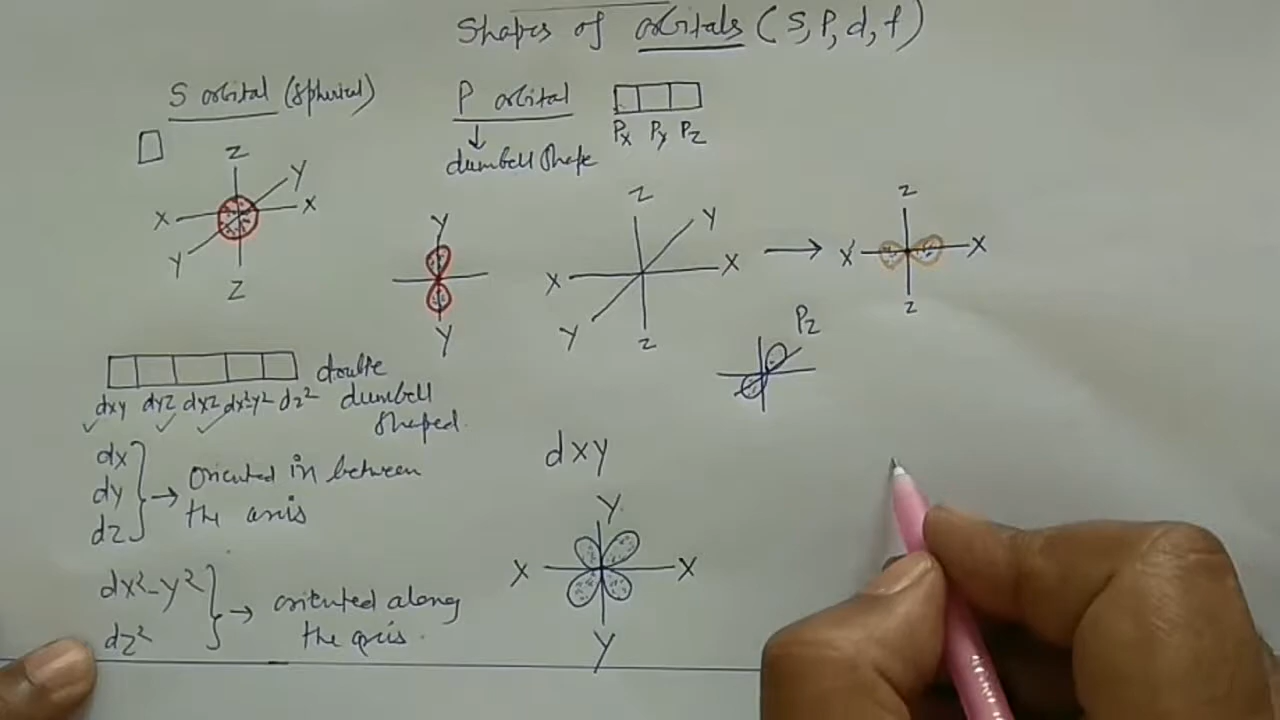 Shapes of orbitals (S, P, d, f)
S orbital (Spherical)
Z
Y
X
X
Y
Z
P orbital
Px Py Pz
dumbell shape
Y
Y
Z
Y
X
X
Y
Z
Z
X
X
Z
Pz
double
dumbell
shaped.
dxy dyz dxz dx²-y² dz²
dx
dy
dz
oriented in between
the axis
dx²-y²
dz²
oriented along
the axis.
dxy
Y
X
X
Y